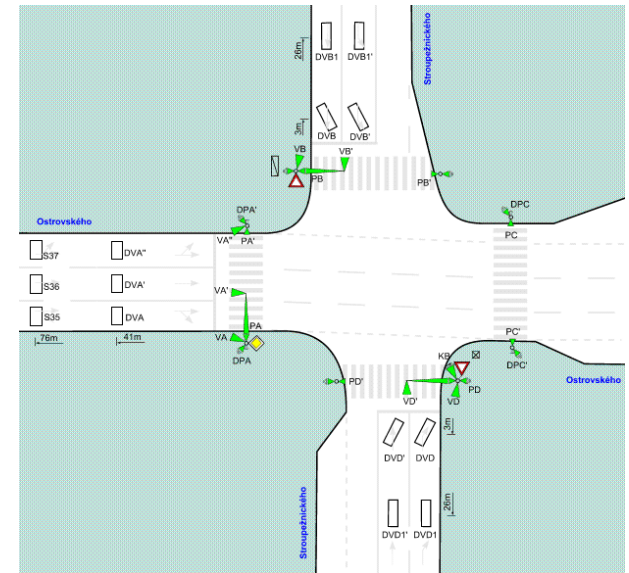 26m
DVB1 DVB1'
Stroupežnického
3m
DVB DVB'
VB VB'
PB PB'
DPA' DPC
Ostrovského
VA" PA' PC
S37 DVA"
S36 DVA' VA'
S35 DVA PA
76m 41m VA
DPA
PC'
KB DPC'
PD' PD Ostrovského
VD' VD
3m
DVD' DVD
Stroupežnického
26m
DVD1' DVD1